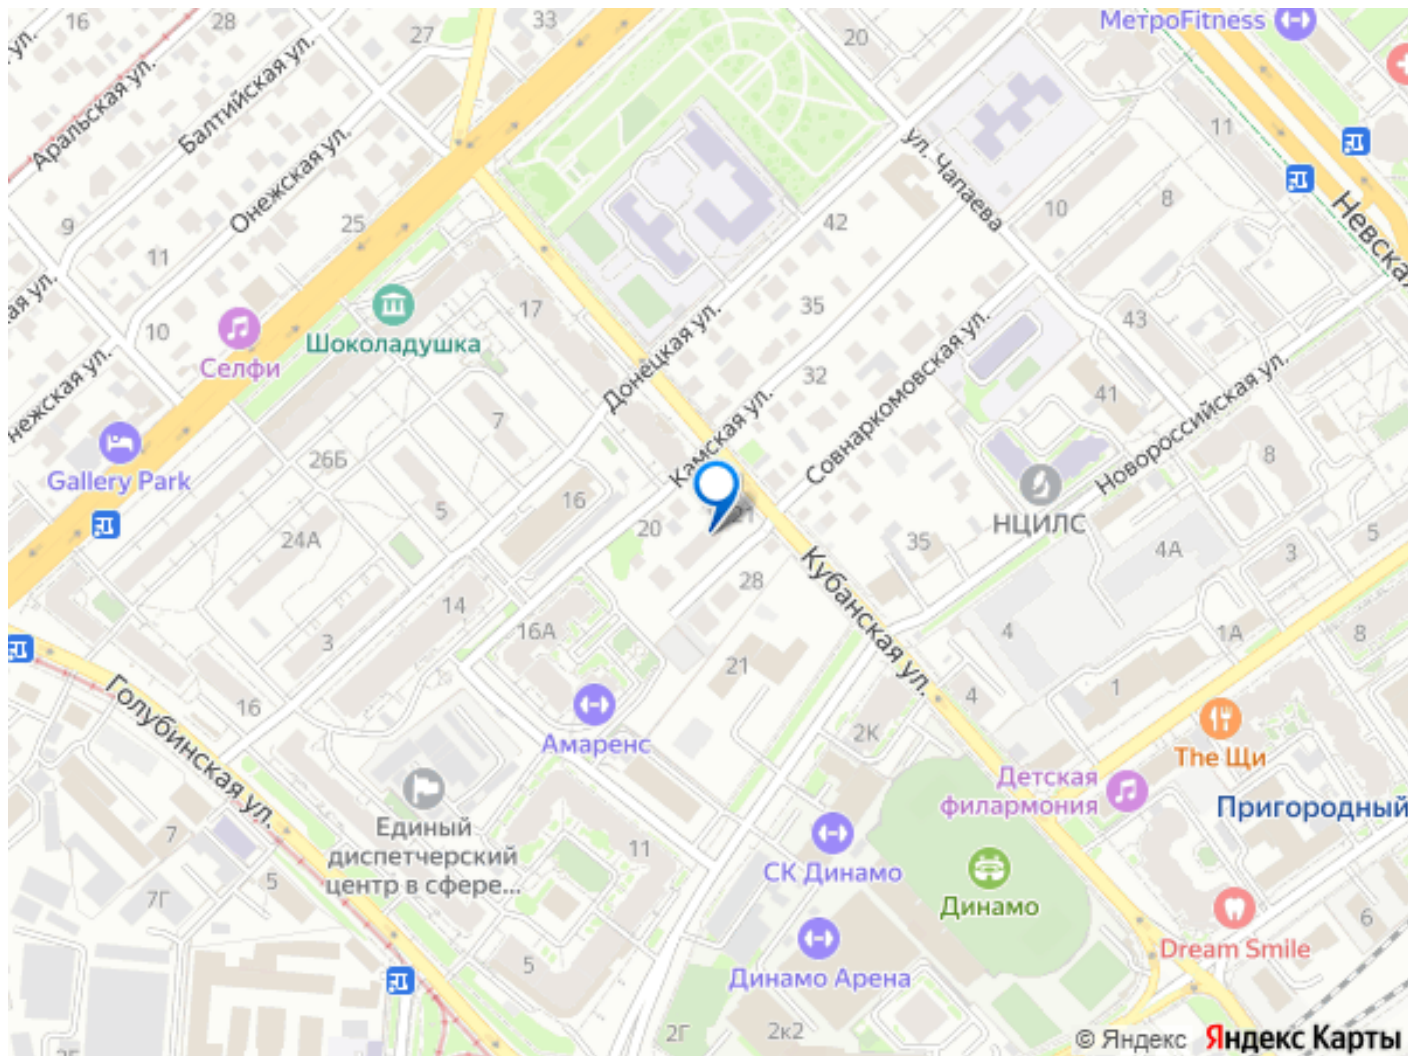 16
28
33
27
20
МетроFitness
ул.
Аральская ул.
Балтийская ул.
Онежская ул.
11
ул. Чапаева
Невская
9
11
25
42
10
8
ая ул.
10
17
35
43
Шоколадушка
Селфи
Донецкая ул.
32
41
нежская ул.
7
Камская ул.
Совнаркомовская ул.
Новороссийская ул.
8
Gallery Park
26Б
5
16
20
21
НЦИЛС
24А
35
4А
3
5
28
Кубанская ул.
14
16А
3
4
1А
8
21
16
1
4
Голубинская ул.
Амаренс
2К
The Щи
Детская
филармония
Пригородный
Единый
диспетчерский
центр в сфере...
7
11
5
7Г
СК Динамо
Динамо
6
Dream Smile
5
Динамо Арена
2Г
2к2
© Яндекс Яндекс Карты